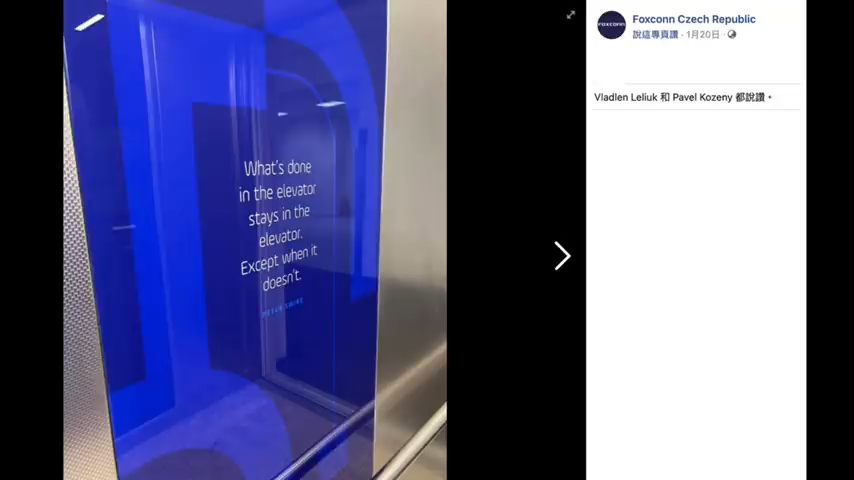 What's done
in the elevator
stays in the
elevator.
Except when it
doesn't.
FOXCONN
Foxconn Czech Republic
說這專頁讚 · 1月20日 ·
Vladlen Leliuk 和 Pavel Kozeny 都說讚。